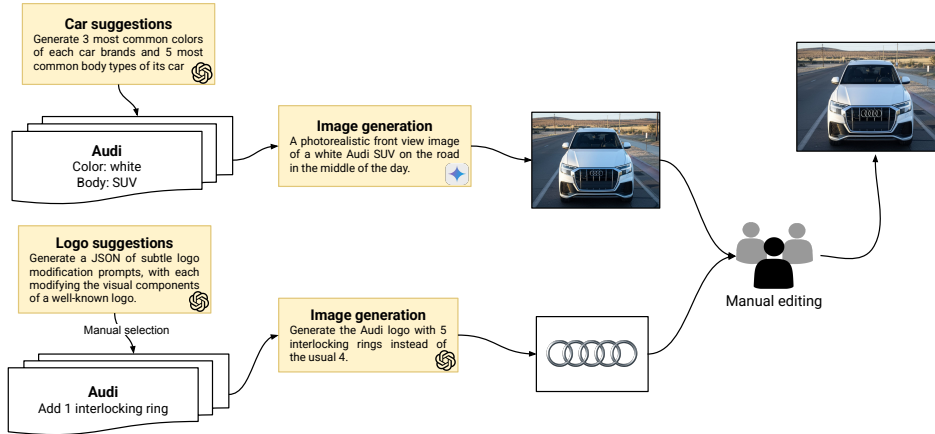 Car suggestions
Generate 3 most common colors
of each car brands and 5 most
common body types of its car
Audi
Color: white
Body: SUV
Image generation
A photorealistic front view image
of a white Audi SUV on the road
in the middle of the day.
Logo suggestions
Generate a JSON of subtle logo
modification prompts, with each
modifying the visual components
of a well-known logo.
Manual selection
Audi
Add 1 interlocking ring
Image generation
Generate the Audi logo with 5
interlocking rings instead of
the usual 4.
Manual editing